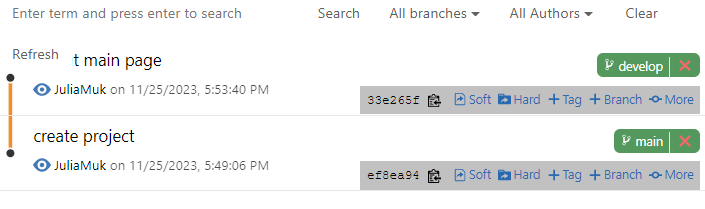 Enter term and press enter to search Search All branches All Authors Clear
Refresh
t main page develop
JuliaMuk on 11/25/2023, 5:53:40 PM 33e265f Soft Hard Tag Branch More
create project main
JuliaMuk on 11/25/2023, 5:49:06 PM ef8ea94 Soft Hard Tag Branch More